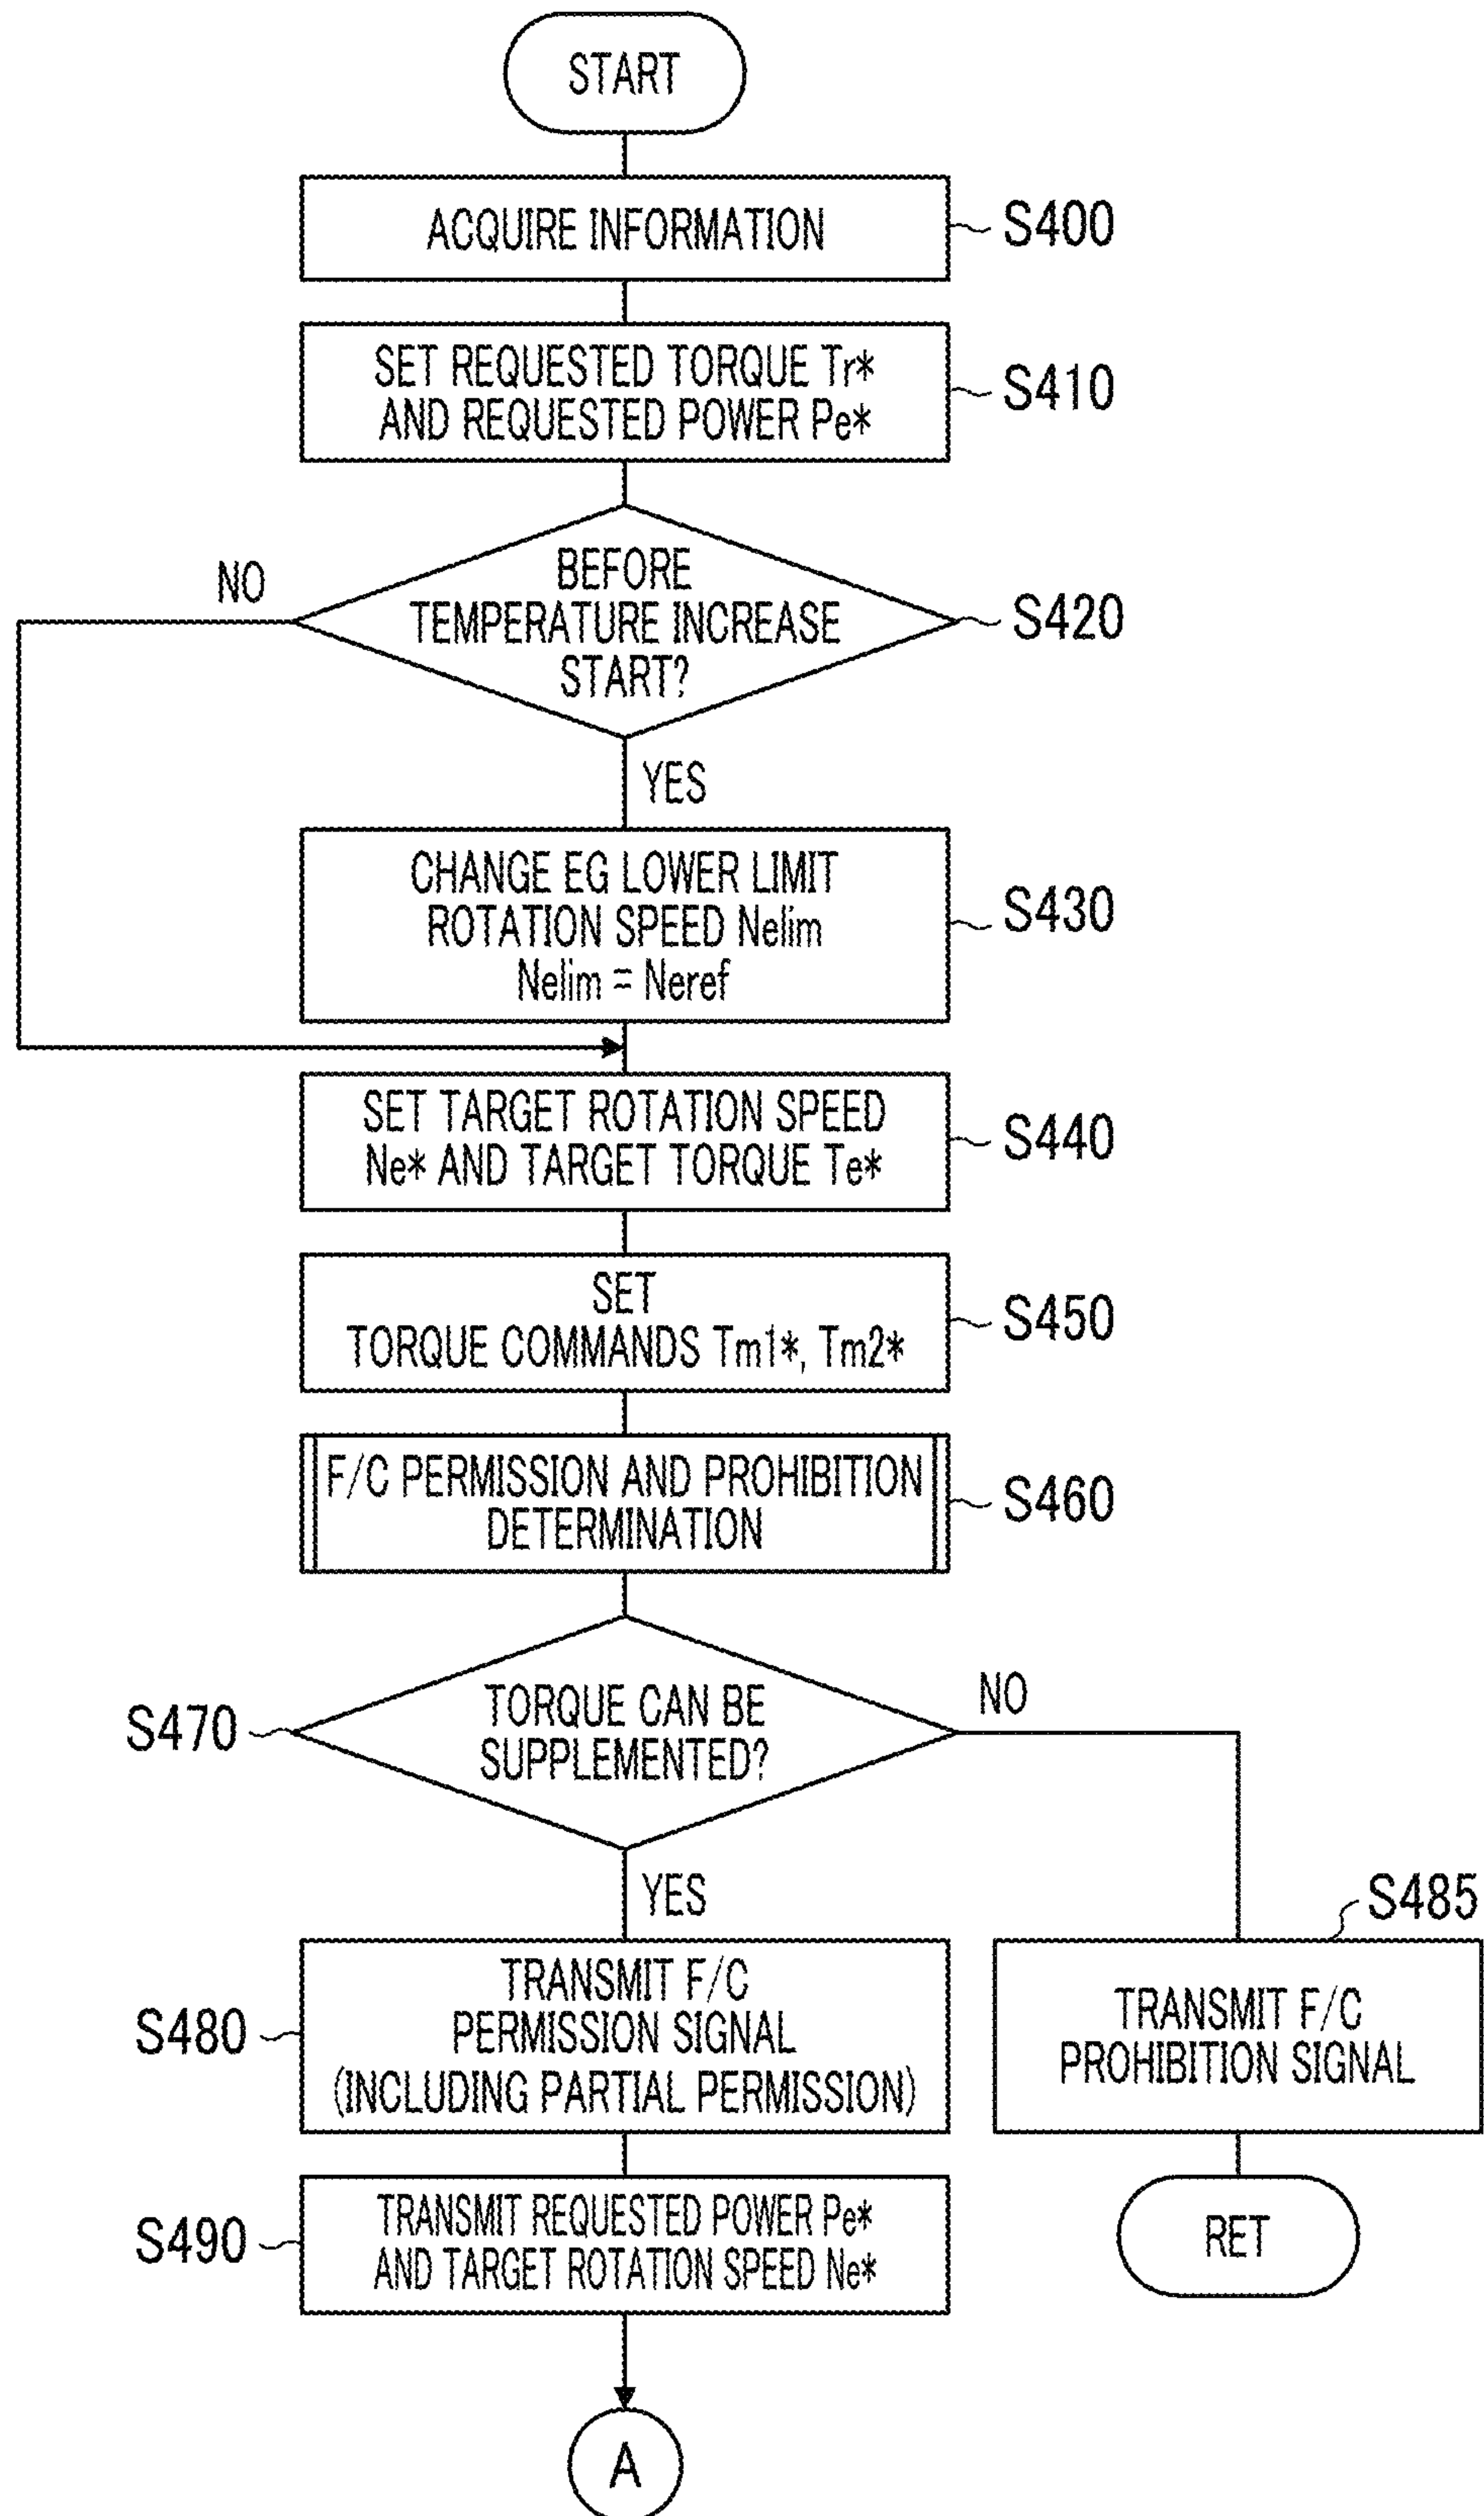 START
ACQUIRE INFORMATION
S400
SET REQUESTED TORQUE Tr*
AND REQUESTED POWER Pe*
S410
BEFORE
TEMPERATURE INCREASE
START?
S420
NO
YES
CHANGE EG LOWER LIMIT
ROTATION SPEED Nelim
Nelim = Neref
S430
SET TARGET ROTATION SPEED
Ne* AND TARGET TORQUE Te*
S440
SET
TORQUE COMMANDS Tm1*, Tm2*
S450
F/C PERMISSION AND PROHIBITION
DETERMINATION
S460
S470
TORQUE CAN BE
SUPPLEMENTED?
NO
YES
S480
TRANSMIT F/C
PERMISSION SIGNAL
(INCLUDING PARTIAL PERMISSION)
S485
TRANSMIT F/C
PROHIBITION SIGNAL
S490
TRANSMIT REQUESTED POWER Pe*
AND TARGET ROTATION SPEED Ne*
RET
A